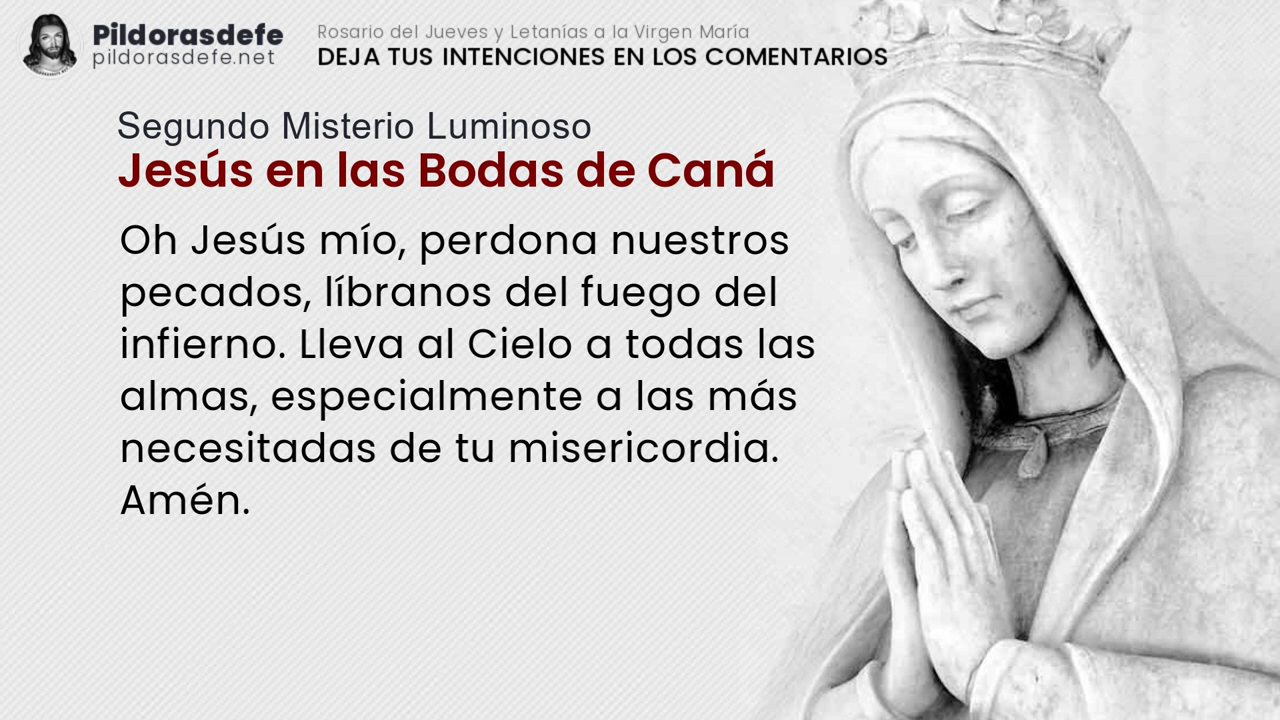 Pildorasdefe
pildorasdefe.net
Rosario del Jueves y Letanías a la Virgen María
DEJA TUS INTENCIONES EN LOS COMENTARIOS
Segundo Misterio Luminoso
Jesús en las Bodas de Caná
Oh Jesús mío, perdona nuestros
pecados, líbranos del fuego del
infierno. Lleva al Cielo a todas las
almas, especialmente a las más
necesitadas de tu misericordia.
Amén.